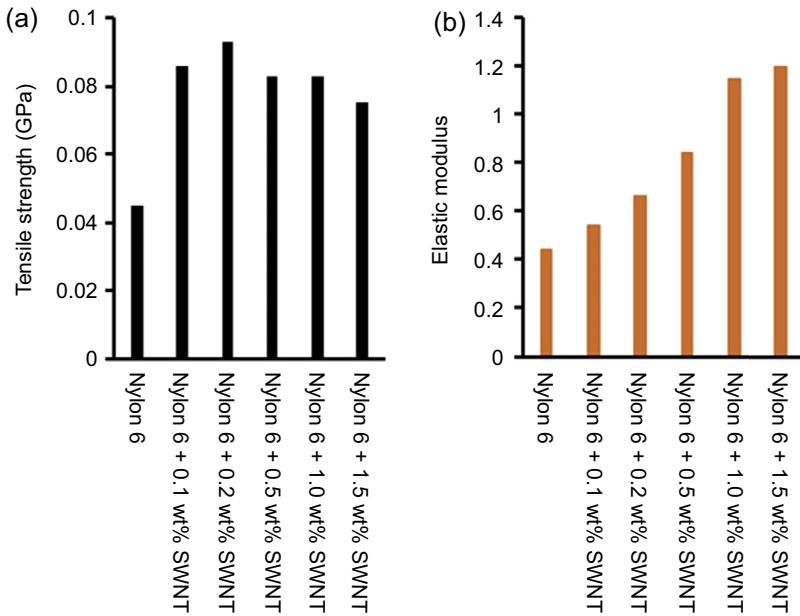 (a)
Tensile strength (GPa)
0.1
0.08
0.06
0.04
0.02
0
Nylon 6
Nylon 6 + 0.1 wt% SWNT
Nylon 6 + 0.2 wt% SWNT
Nylon 6 + 0.5 wt% SWNT
Nylon 6 + 1.0 wt% SWNT
Nylon 6 + 1.5 wt% SWNT
(b)
Elastic modulus
1.4
1.2
1
0.8
0.6
0.4
0.2
0
Nylon 6
Nylon 6 + 0.1 wt% SWNT
Nylon 6 + 0.2 wt% SWNT
Nylon 6 + 0.5 wt% SWNT
Nylon 6 + 1.0 wt% SWNT
Nylon 6 + 1.5 wt% SWNT